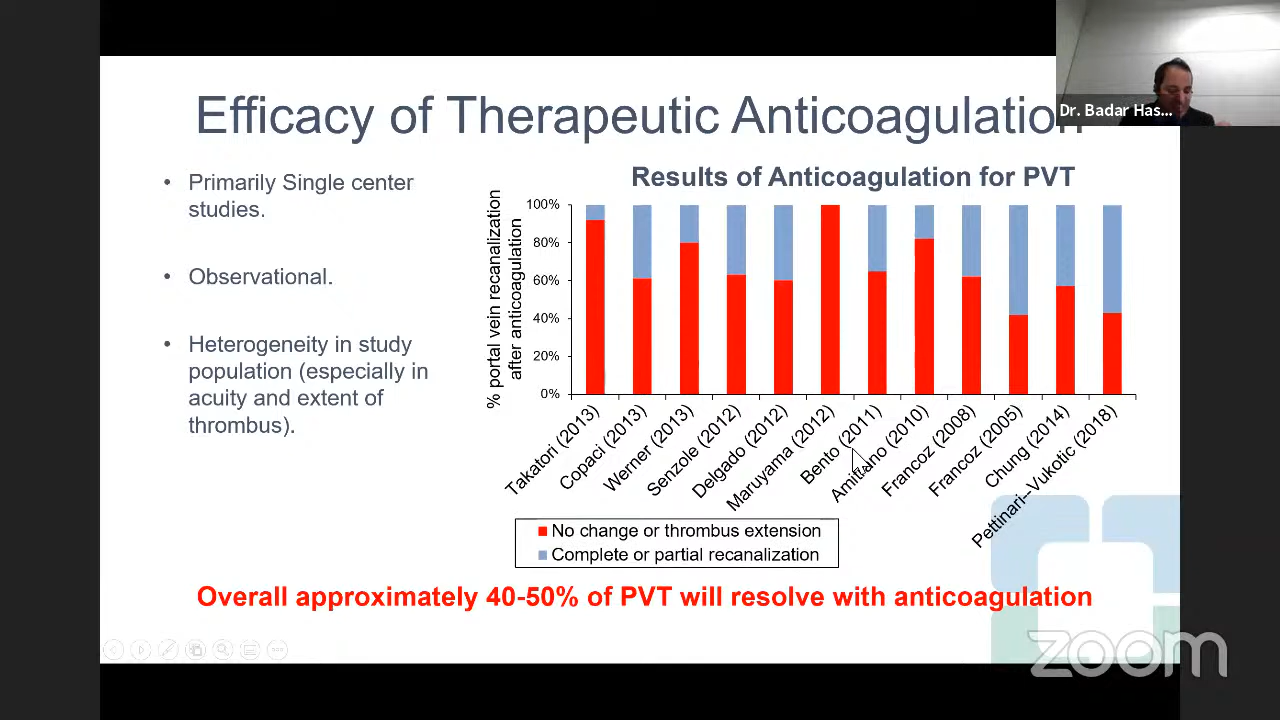 Efficacy of Therapeutic Anticoagulation
Dr. Badar Has...
• Primarily Single center
studies.
• Observational.
• Heterogeneity in study
population (especially in
acuity and extent of
thrombus).
Results of Anticoagulation for PVT
% portal vein recanalization
after anticoagulation
100%
80%
60%
40%
20%
0%
Takatori (2013)
Copaci (2013)
Werner (2013)
Senzole (2012)
Delgado (2012)
Maruyama (2012)
Bento (2011)
Amitrano (2010)
Francoz (2008)
Francoz (2005)
Chung (2014)
Pettinari-Vukotic (2018)
No change or thrombus extension
Complete or partial recanalization
Overall approximately 40-50% of PVT will resolve with anticoagulation
zoom